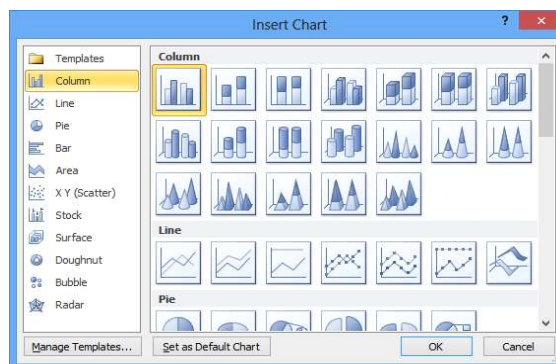 Insert Chart
?
Templates
Column
Line
Pie
Bar
Area
X Y (Scatter)
Stock
Surface
Doughnut
Bubble
Radar
Column
Line
Pie
Manage Templates...
Set as Default Chart
OK
Cancel